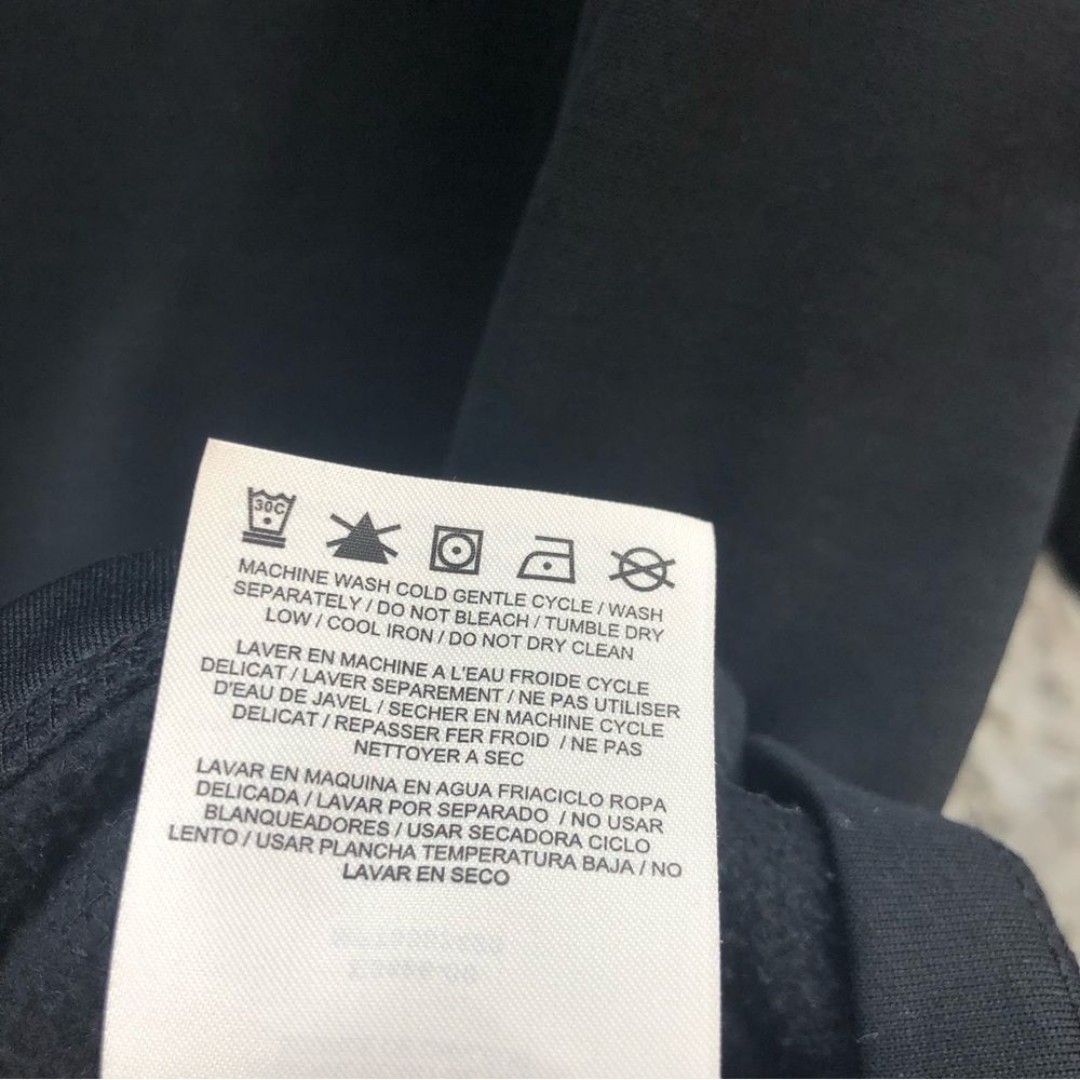 30C
MACHINE WASH COLD GENTLE CYCLE / WASH
SEPARATELY / DO NOT BLEACH / TUMBLE DRY
LOW / COOL IRON / DO NOT DRY CLEAN
LAVER EN MACHINE A L'EAU FROIDE CYCLE
DELICAT / LAVER SEPAREMENT / NE PAS UTILISER
D'EAU DE JAVEL / SECHER EN MACHINE CYCLE
DELICAT / REPASSER FER FROID / NE PAS
NETTOYER A SEC
LAVAR EN MAQUINA EN AGUA FRIACICLO ROPA
DELICADA / LAVAR POR SEPARADO / NO USAR
BLANQUEADORES / USAR SECADORA CICLO
LENTO / USAR PLANCHA TEMPERATURA BAJA / NO
LAVAR EN SECO